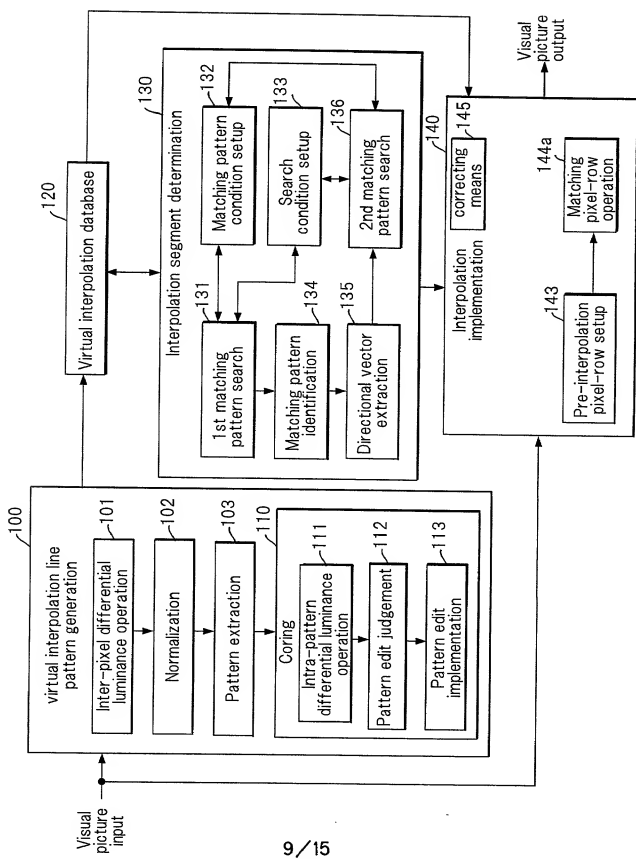 Visual
picture
input
100
virtual interpolation line
pattern generation
101
Inter-pixel differential
luminance operation
102
Normalization
103
Pattern extraction
110
Coring
111
Intra-pattern
differential luminance
operation
112
Pattern edit judgement
113
Pattern edit
implementation
120
Virtual interpolation database
130
Interpolation segment determination
131
1st matching
pattern search
132
Matching pattern
condition setup
133
Search
condition setup
134
Matching pattern
identification
135
Directional vector
extraction
136
2nd matching
pattern search
140
Interpolation
implementation
correcting
means
145
143
Pre-interpolation
pixel-row setup
144a
Matching
pixel-row
operation
Visual
picture
output
9/15